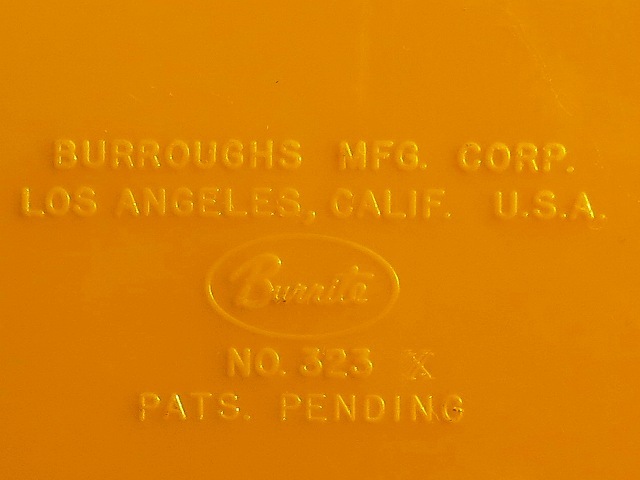 BURROUGHS MFG. CORP.
LOS ANGELES, CALIF. U.S.A.
Burrite
NO. 323 X
PATS. PENDING